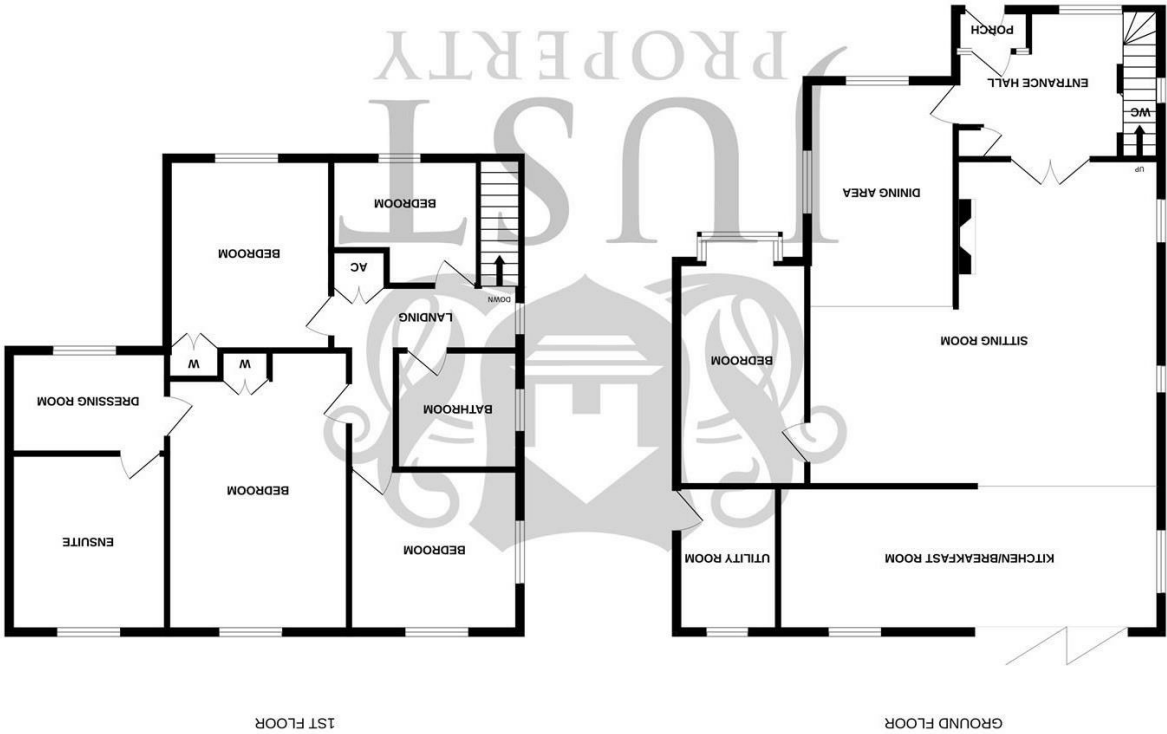 GROUND FLOOR
1ST FLOOR
KITCHEN/BREAKFAST ROOM
UTILITY ROOM
BEDROOM
SITTING ROOM
DINING AREA
UP
WC
ENTRANCE HALL
PORCH
BEDROOM
BEDROOM
ENSUITE
BATHROOM
DRESSING ROOM
W
W
LANDING
DOWN
AC
BEDROOM
BEDROOM
JUST
PROPERTY